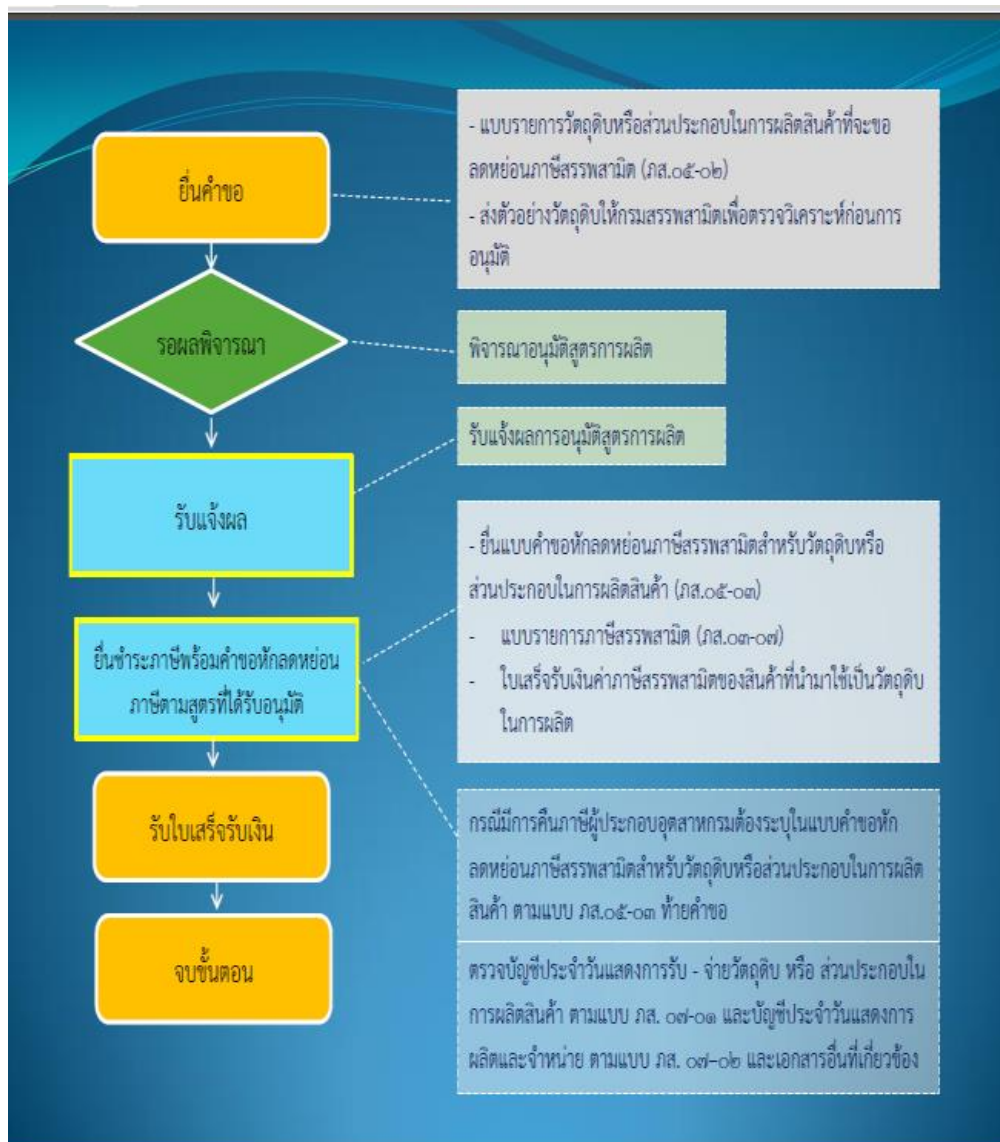 ยื่นคำขอ
- แบบรายการวัตถุดิบหรือส่วนประกอบในการผลิตสินค้าที่จะขอ
ลดหย่อนภาษีสรรพสามิต (ภส.๐๕-๐๒)
- ส่งตัวอย่างวัตถุดิบให้กรมสรรพสามิตเพื่อตรวจวิเคราะห์ก่อนการ
อนุมัติ
รอผลพิจารณา
พิจารณาอนุมัติสูตรการผลิต
รับแจ้งผลการอนุมัติสูตรการผลิต
รับแจ้งผล
- ยื่นแบบคำขอหักลดหย่อนภาษีสรรพสามิตสำหรับวัตถุดิบหรือ
ส่วนประกอบในการผลิตสินค้า (ภส.๐๕-๐๓)
- แบบรายการภาษีสรรพสามิต (ภส.๐๓-๐๗)
- ใบเสร็จรับเงินค่าภาษีสรรพสามิตของสินค้าที่นำมาใช้เป็นวัตถุดิบ
ในการผลิต
ยื่นชำระภาษีพร้อมคำขอหักลดหย่อน
ภาษีตามสูตรที่ได้รับอนุมัติ
รับใบเสร็จรับเงิน
กรณีมีการคืนภาษีผู้ประกอบอุตสาหกรรมต้องระบุในแบบคำขอหัก
ลดหย่อนภาษีสรรพสามิตสำหรับวัตถุดิบหรือส่วนประกอบในการผลิต
สินค้า ตามแบบ ภส.๐๕-๐๓ ท้ายคำขอ
จบขั้นตอน
ตรวจบัญชีประจำวันแสดงการรับ - จ่ายวัตถุดิบ หรือ ส่วนประกอบใน
การผลิตสินค้า ตามแบบ ภส. ๐๗-๐๑ และบัญชีประจำวันแสดงการ
ผลิตและจำหน่าย ตามแบบ ภส. ๐๗-๐๒ และเอกสารอื่นที่เกี่ยวข้อง